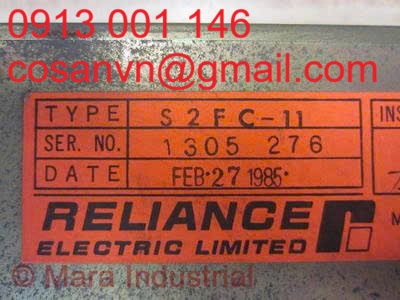 0913 001 146
cosanvn@gmail.com
TYPE S2FC-11 INS
SER. NO. 1305 276
DATE FEB·27·1985·
RELIANCE
ELECTRIC LIMITED
© Mara Industrial